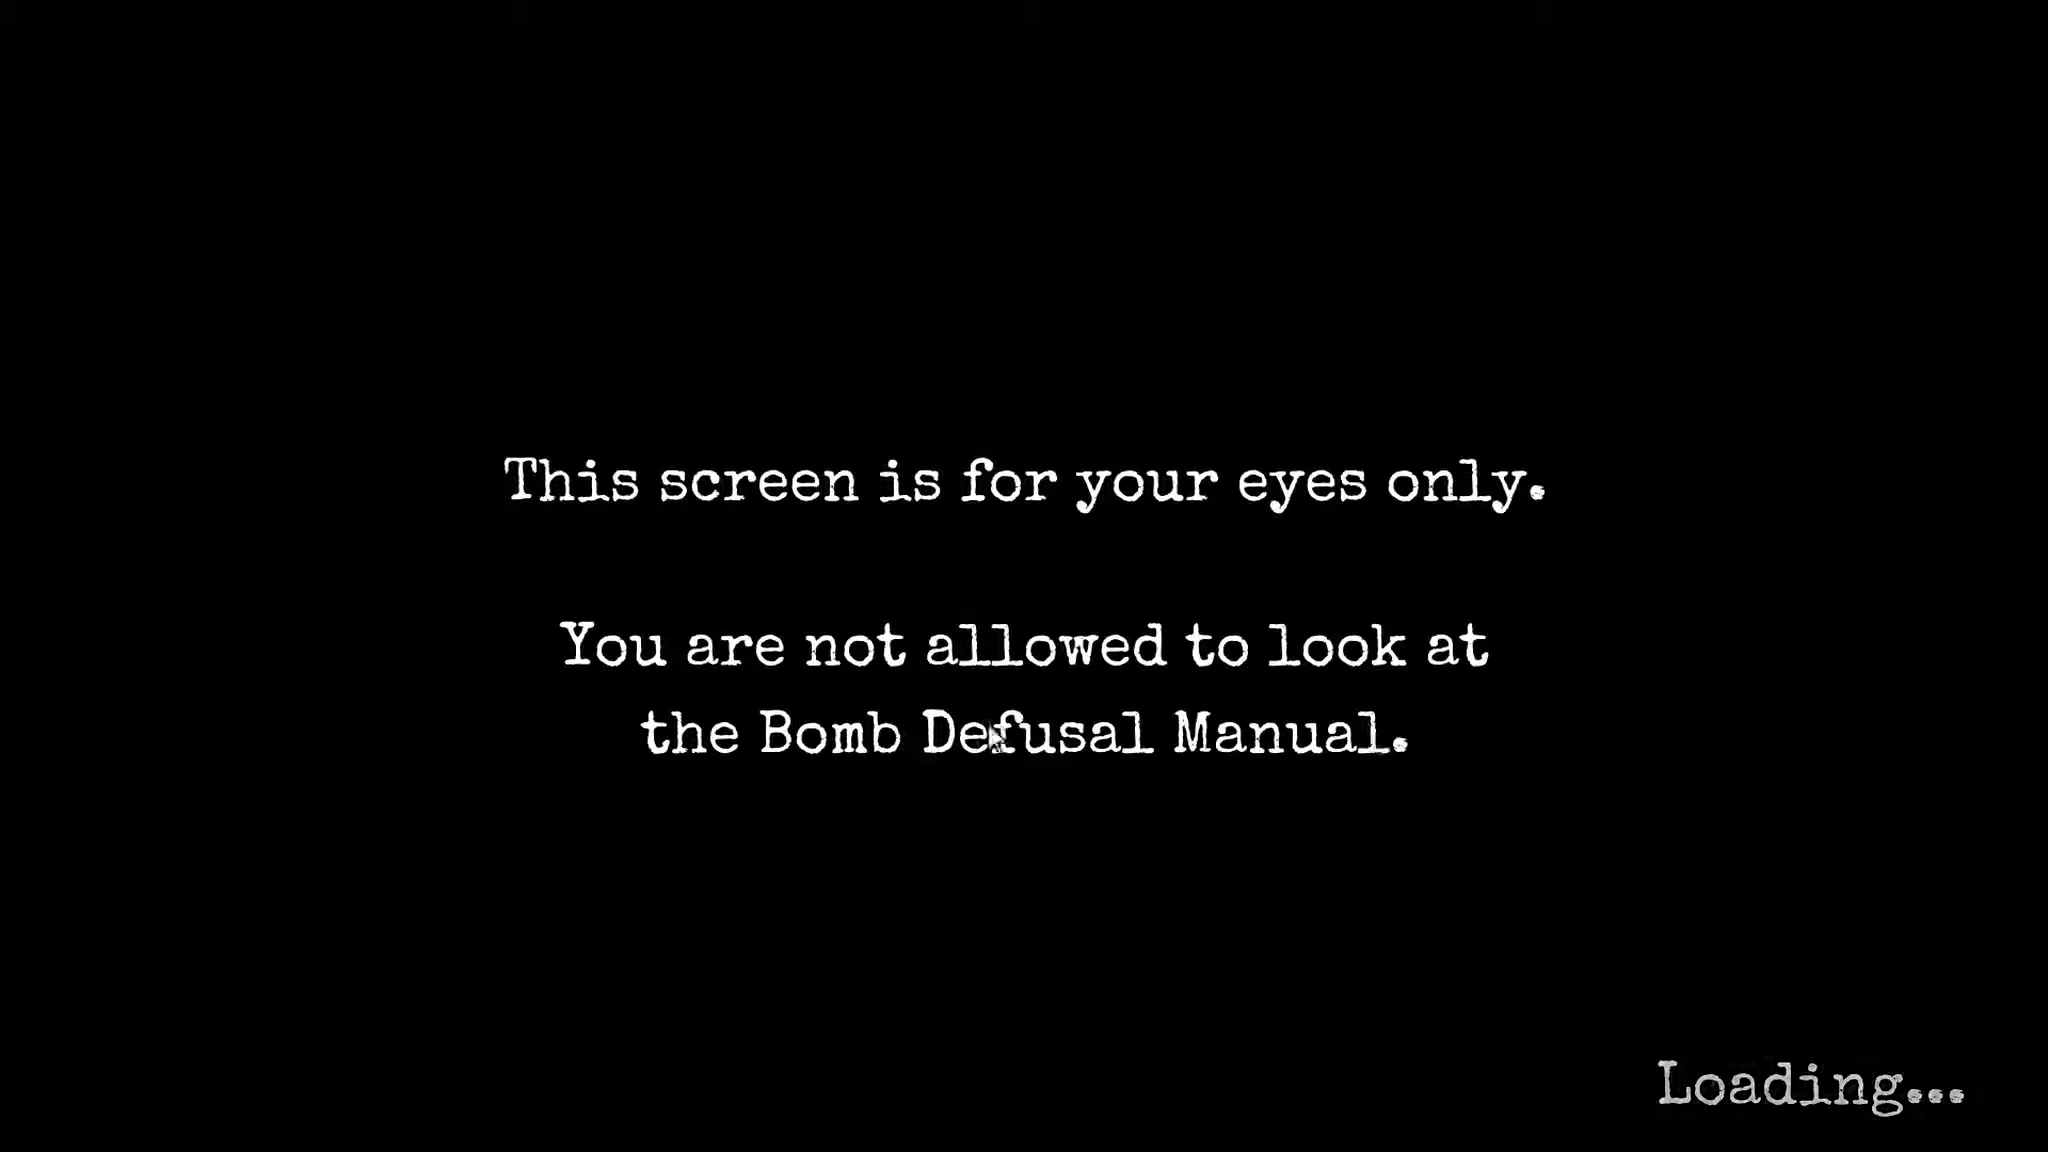 This screen is for your eyes only.
You are not allowed to look at
the Bomb Defusal Manual.
Loading...